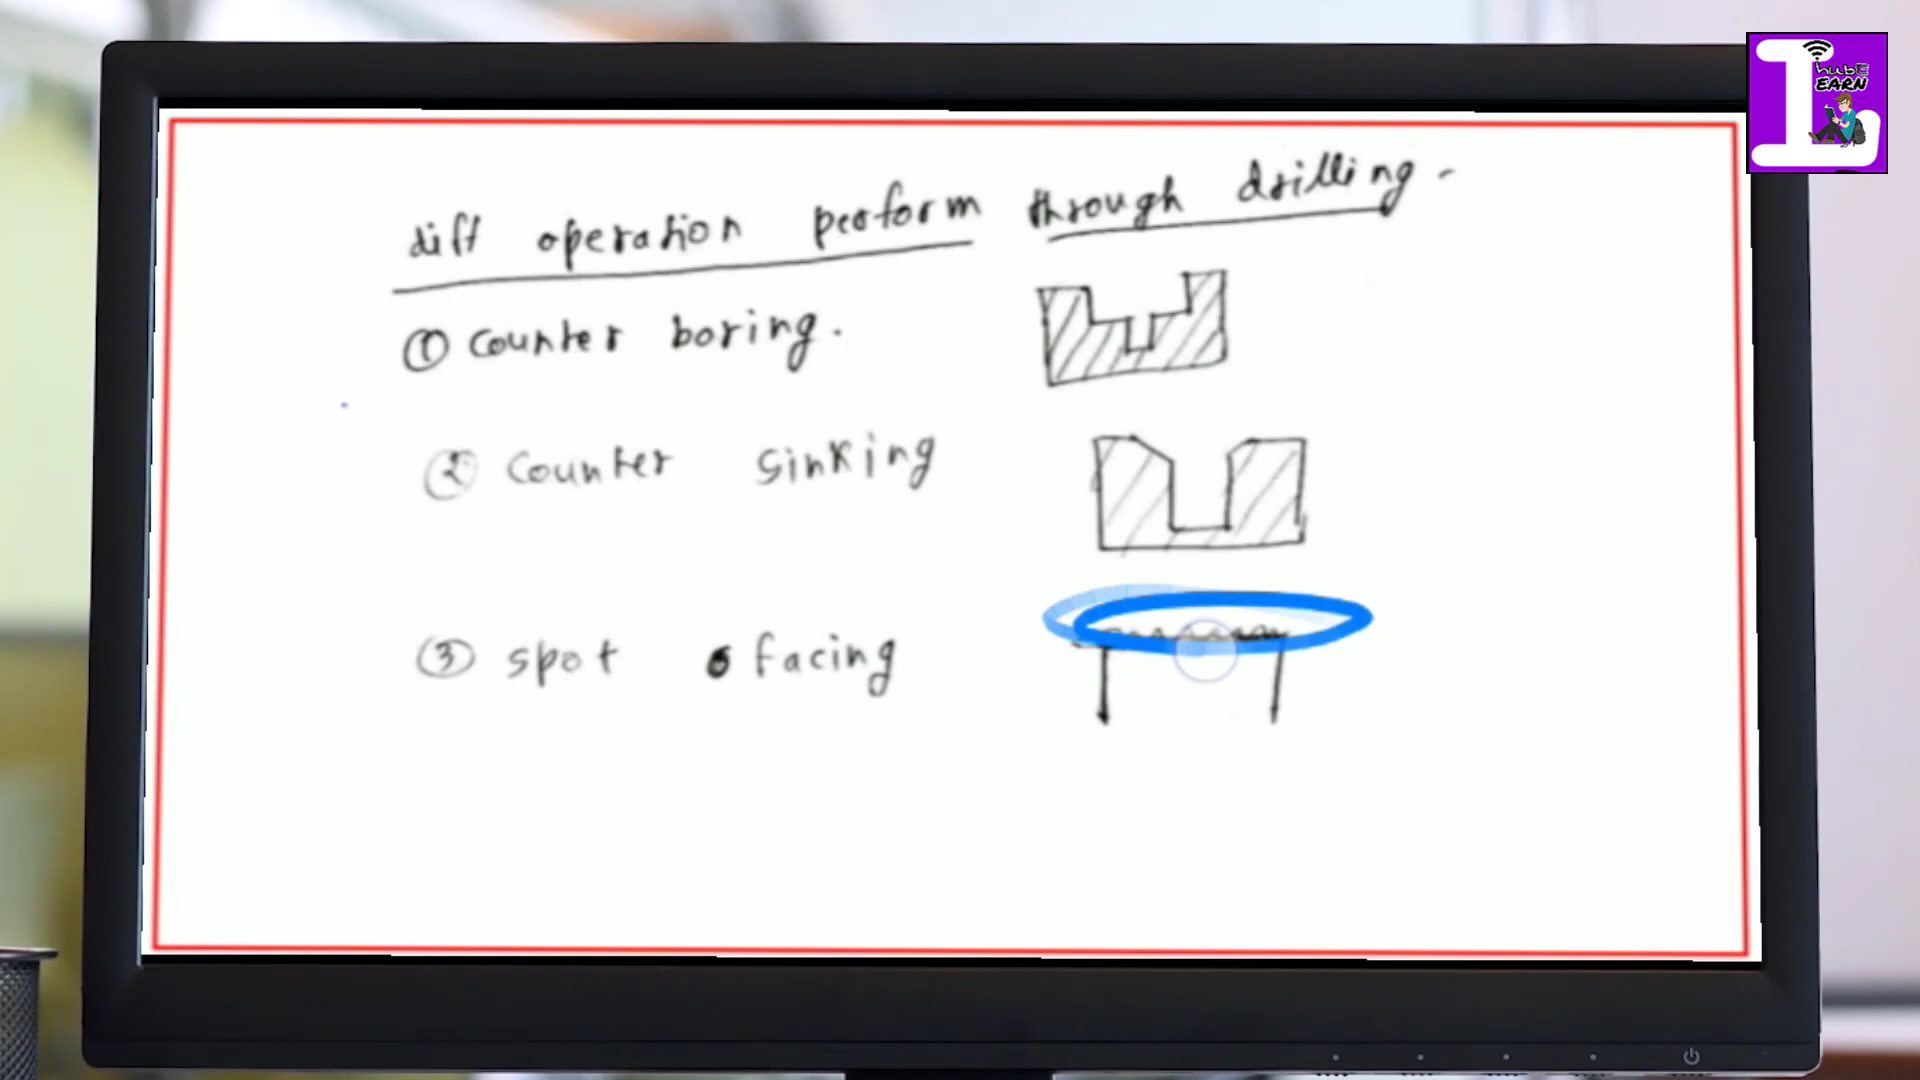 diff operation perform through drilling.
① counter boring.
② counter sinking
③ spot facing
L
hubE
EARN